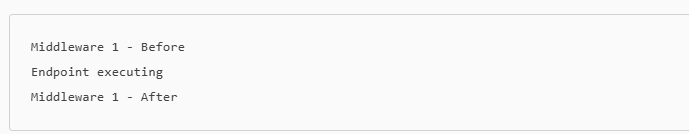 Middleware 1 - Before
Endpoint executing
Middleware 1 - After